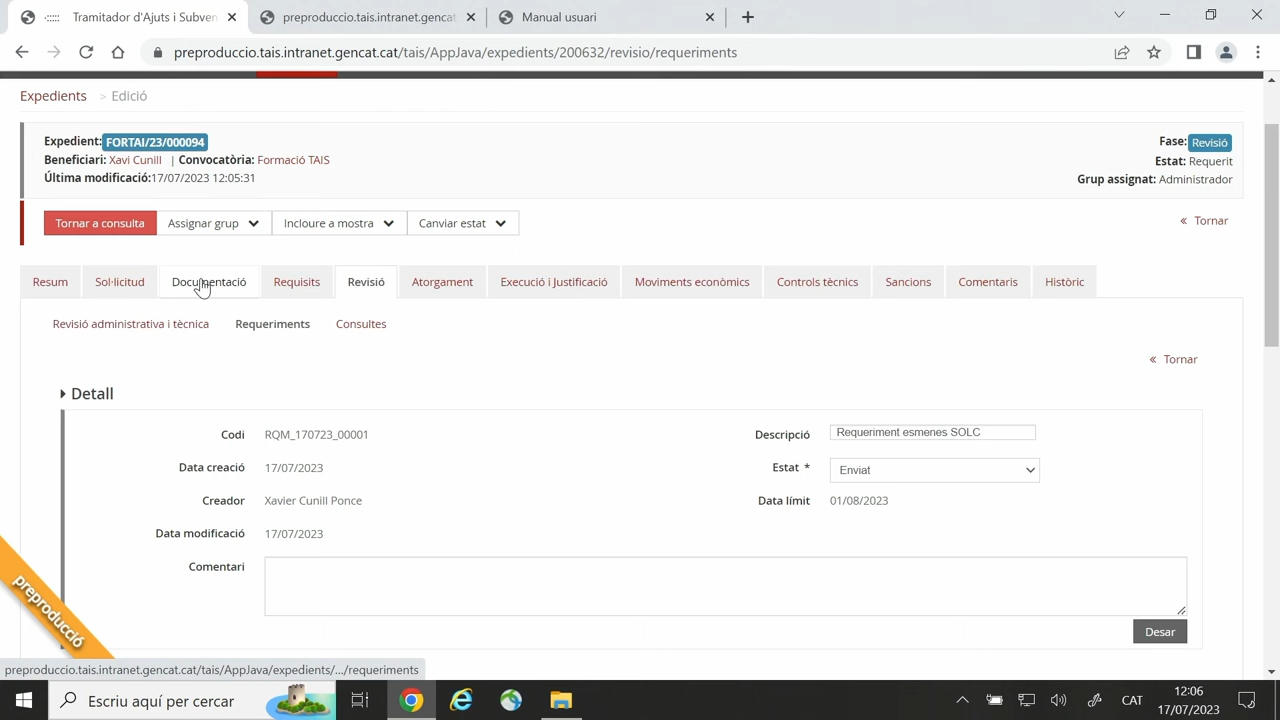 Tramitador d'Ajuts i Subven
preproduccio.tais.intranet.gencat
Manual usuari
preproduccio.tais.intranet.gencat.cat/tais/AppJava/expedients/200632/revisio/requeriments
Expedients > Edició
Expedient: FORTAI/23/000094
Fase: Revisió
Beneficiari: Xavi Cunill | Convocatòria: Formació TAIS
Estat: Requerit
Última modificació:17/07/2023 12:05:31
Grup assignat: Administrador
Tornar a consulta
Assignar grup
Incloure a mostra
Canviar estat
« Tornar
Resum
Sol·licitud
Documentació
Requisits
Revisió
Atorgament
Execució i Justificació
Moviments econòmics
Controls tècnics
Sancions
Comentaris
Històric
Revisió administrativa i tècnica
Requeriments
Consultes
« Tornar
Detall
Codi RQM_170723_00001
Descripció Requeriment esmenes SOLC
Data creació 17/07/2023
Estat * Enviat
Creador Xavier Cunill Ponce
Data límit 01/08/2023
Data modificació 17/07/2023
Comentari
Desar
preproducció
preproduccio.tais.intranet.gencat.cat/tais/AppJava/expedients/.../requeriments
Escriu aquí per cercar
CAT
12:06
17/07/2023